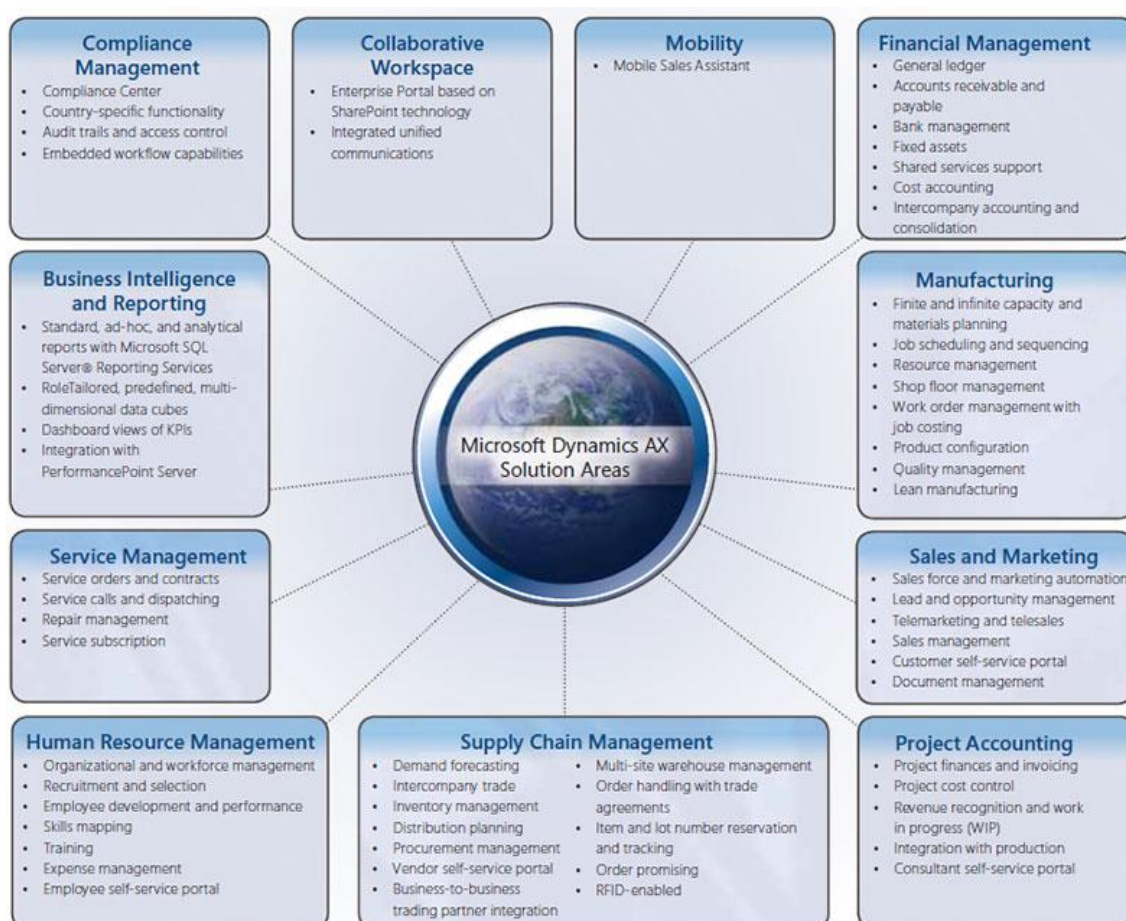 Compliance
Management
• Compliance Center
• Country-specific functionality
• Audit trails and access control
• Embedded workflow capabilities
Collaborative
Workspace
• Enterprise Portal based on
SharePoint technology
• Integrated unified
communications
Mobility
• Mobile Sales Assistant
Financial Management
• General ledger
• Accounts receivable and
payable
• Bank management
• Fixed assets
• Shared services support
• Cost accounting
• Intercompany accounting and
consolidation
Business Intelligence
and Reporting
• Standard, ad-hoc, and analytical
reports with Microsoft SQL
Server® Reporting Services
• RoleTailored, predefined, multi-
dimensional data cubes
• Dashboard views of KPIs
• Integration with
PerformancePoint Server
Microsoft Dynamics AX
Solution Areas
Manufacturing
• Finite and infinite capacity and
materials planning
• Job scheduling and sequencing
• Resource management
• Shop floor management
• Work order management with
job costing
• Product configuration
• Quality management
• Lean manufacturing
Service Management
• Service orders and contracts
• Service calls and dispatching
• Repair management
• Service subscription
Sales and Marketing
• Sales force and marketing automation
• Lead and opportunity management
• Telemarketing and telesales
• Sales management
• Customer self-service portal
• Document management
Human Resource Management
• Organizational and workforce management
• Recruitment and selection
• Employee development and performance
• Skills mapping
• Training
• Expense management
• Employee self-service portal
Supply Chain Management
• Demand forecasting
• Intercompany trade
• Inventory management
• Distribution planning
• Procurement management
• Vendor self-service portal
• Business-to-business
trading partner integration
• Multi-site warehouse management
• Order handling with trade
agreements
• Item and lot number reservation
and tracking
• Order promising
• RFID-enabled
Project Accounting
• Project finances and invoicing
• Project cost control
• Revenue recognition and work
in progress (WIP)
• Integration with production
• Consultant self-service portal